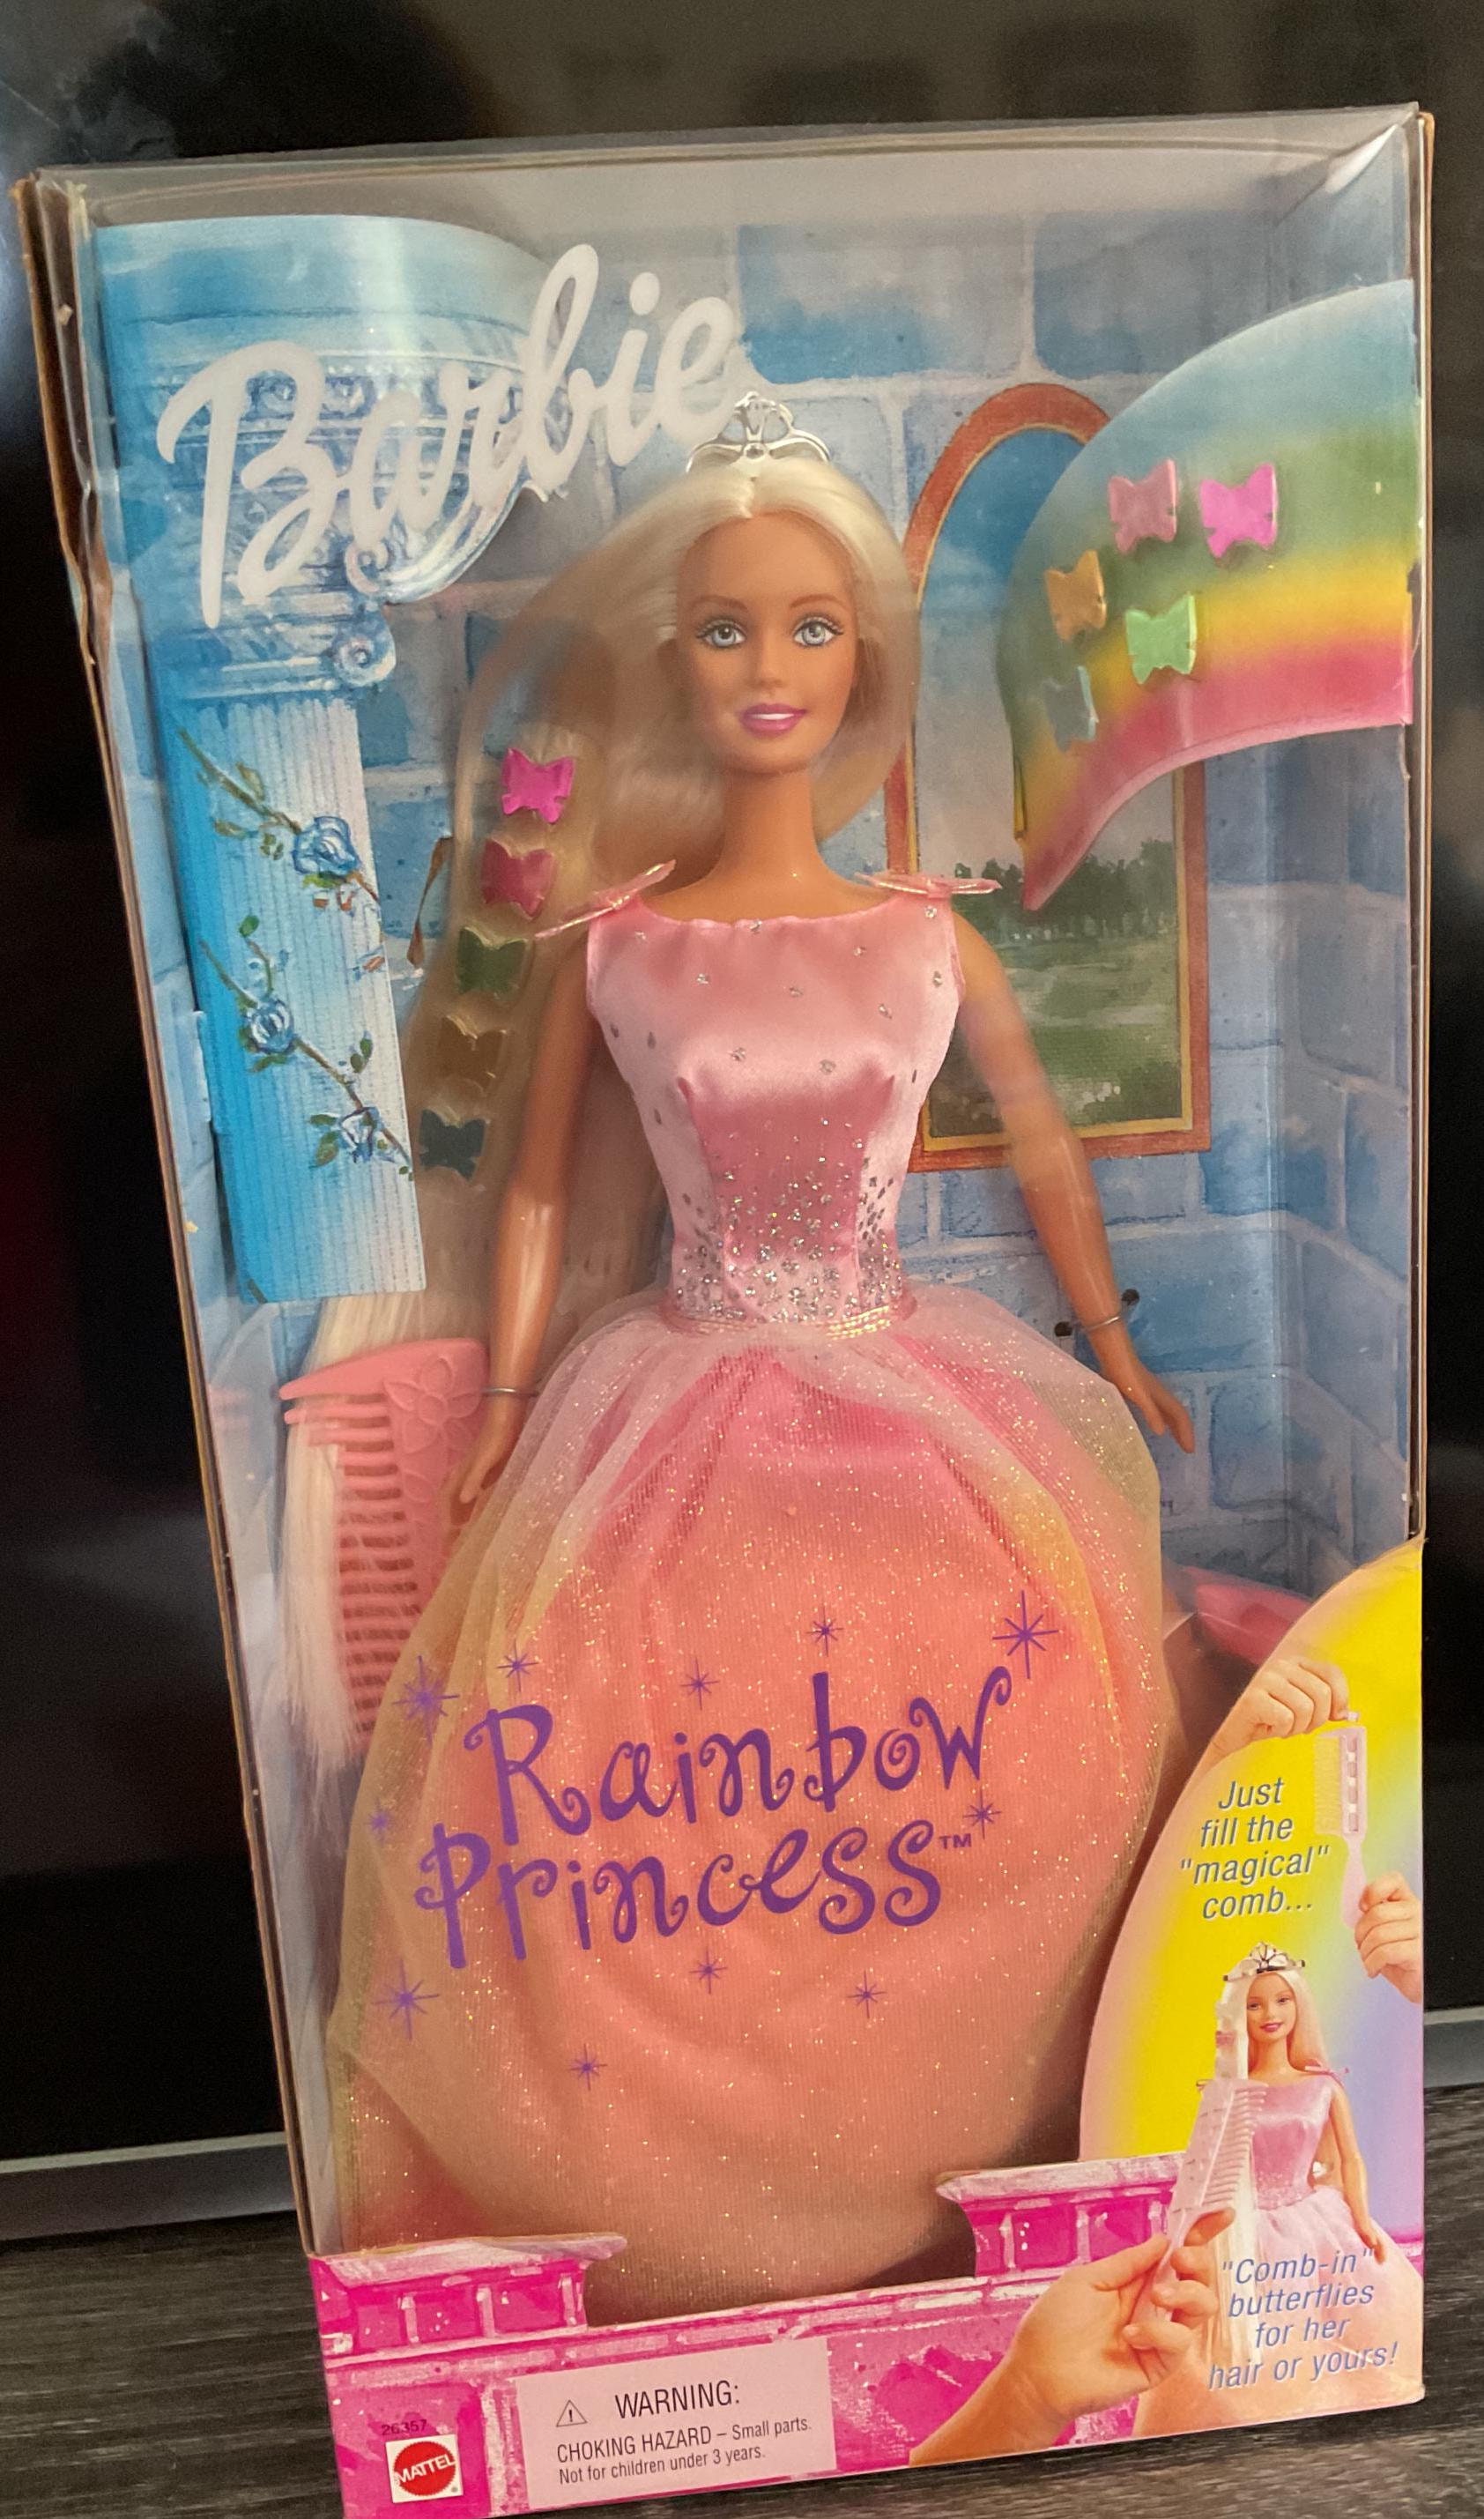 Barbie
Rainbow
Princess™
Just
fill the
"magical"
comb...
"Comb-in"
butterflies
for her
hair or yours!
⚠ WARNING:
CHOKING HAZARD – Small parts.
Not for children under 3 years.
26357
MATTEL